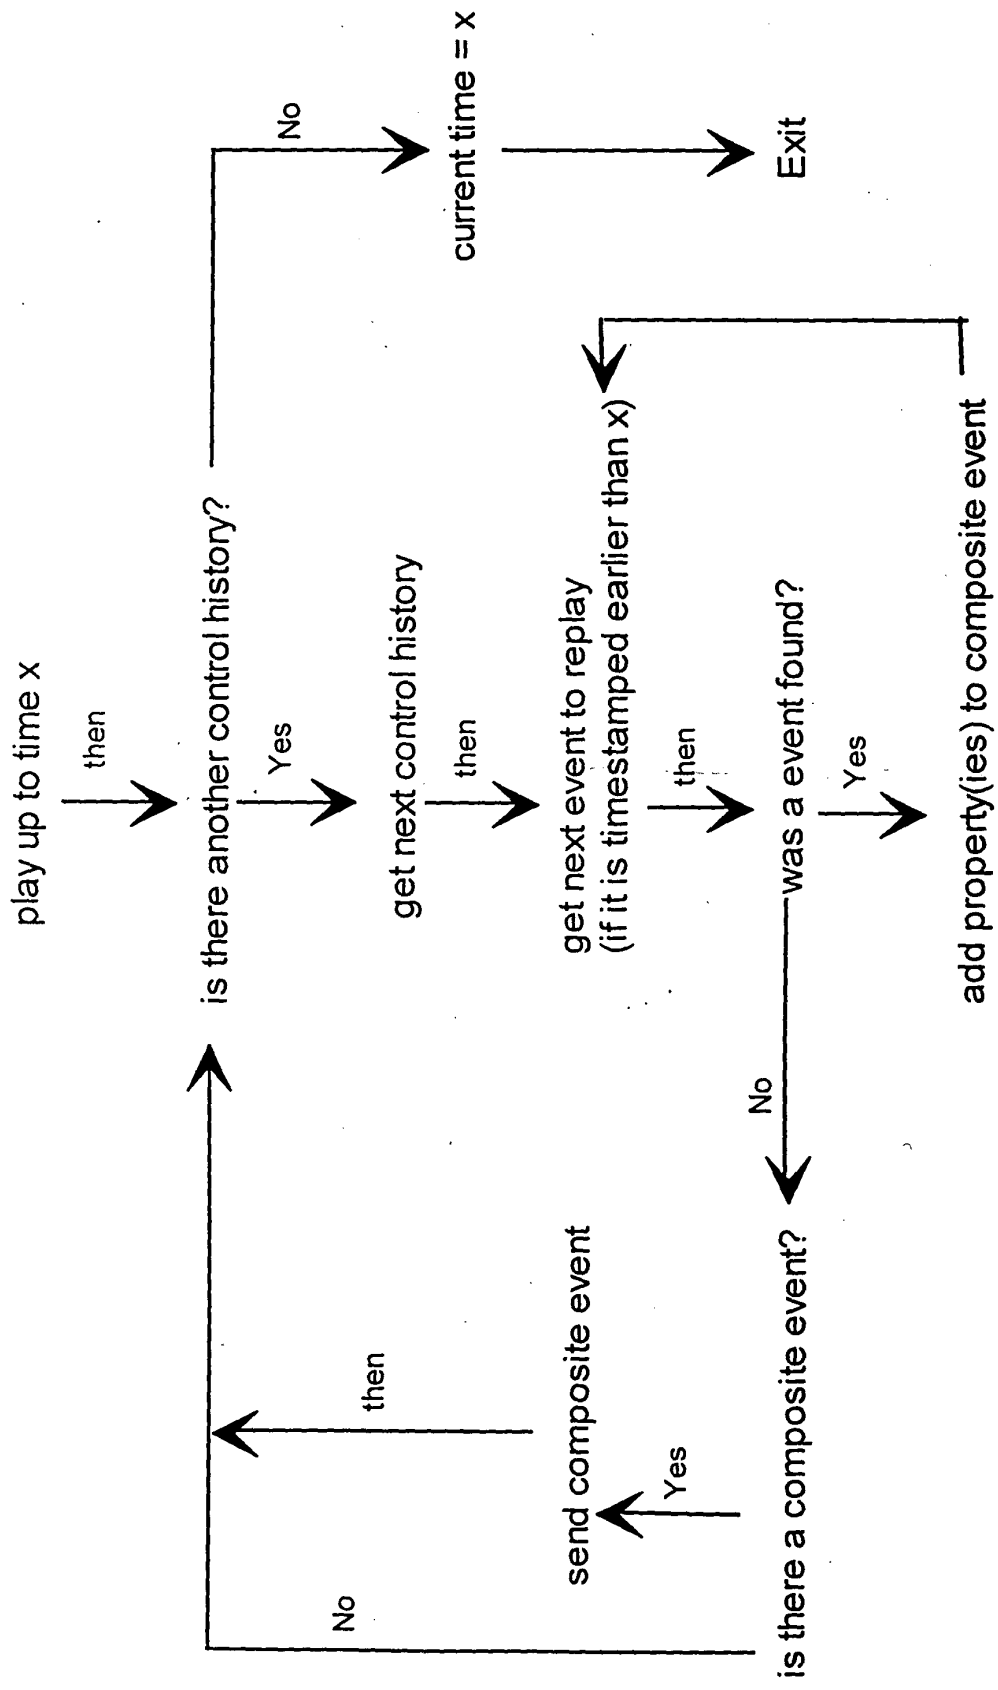 play up to time x
then
is there another control history?
No
Yes
current time = x
Exit
get next control history
then
get next event to replay
(if it is timestamped earlier than x)
then
was a event found?
No
Yes
add property(ies) to composite event
is there a composite event?
Yes
send composite event
then
No